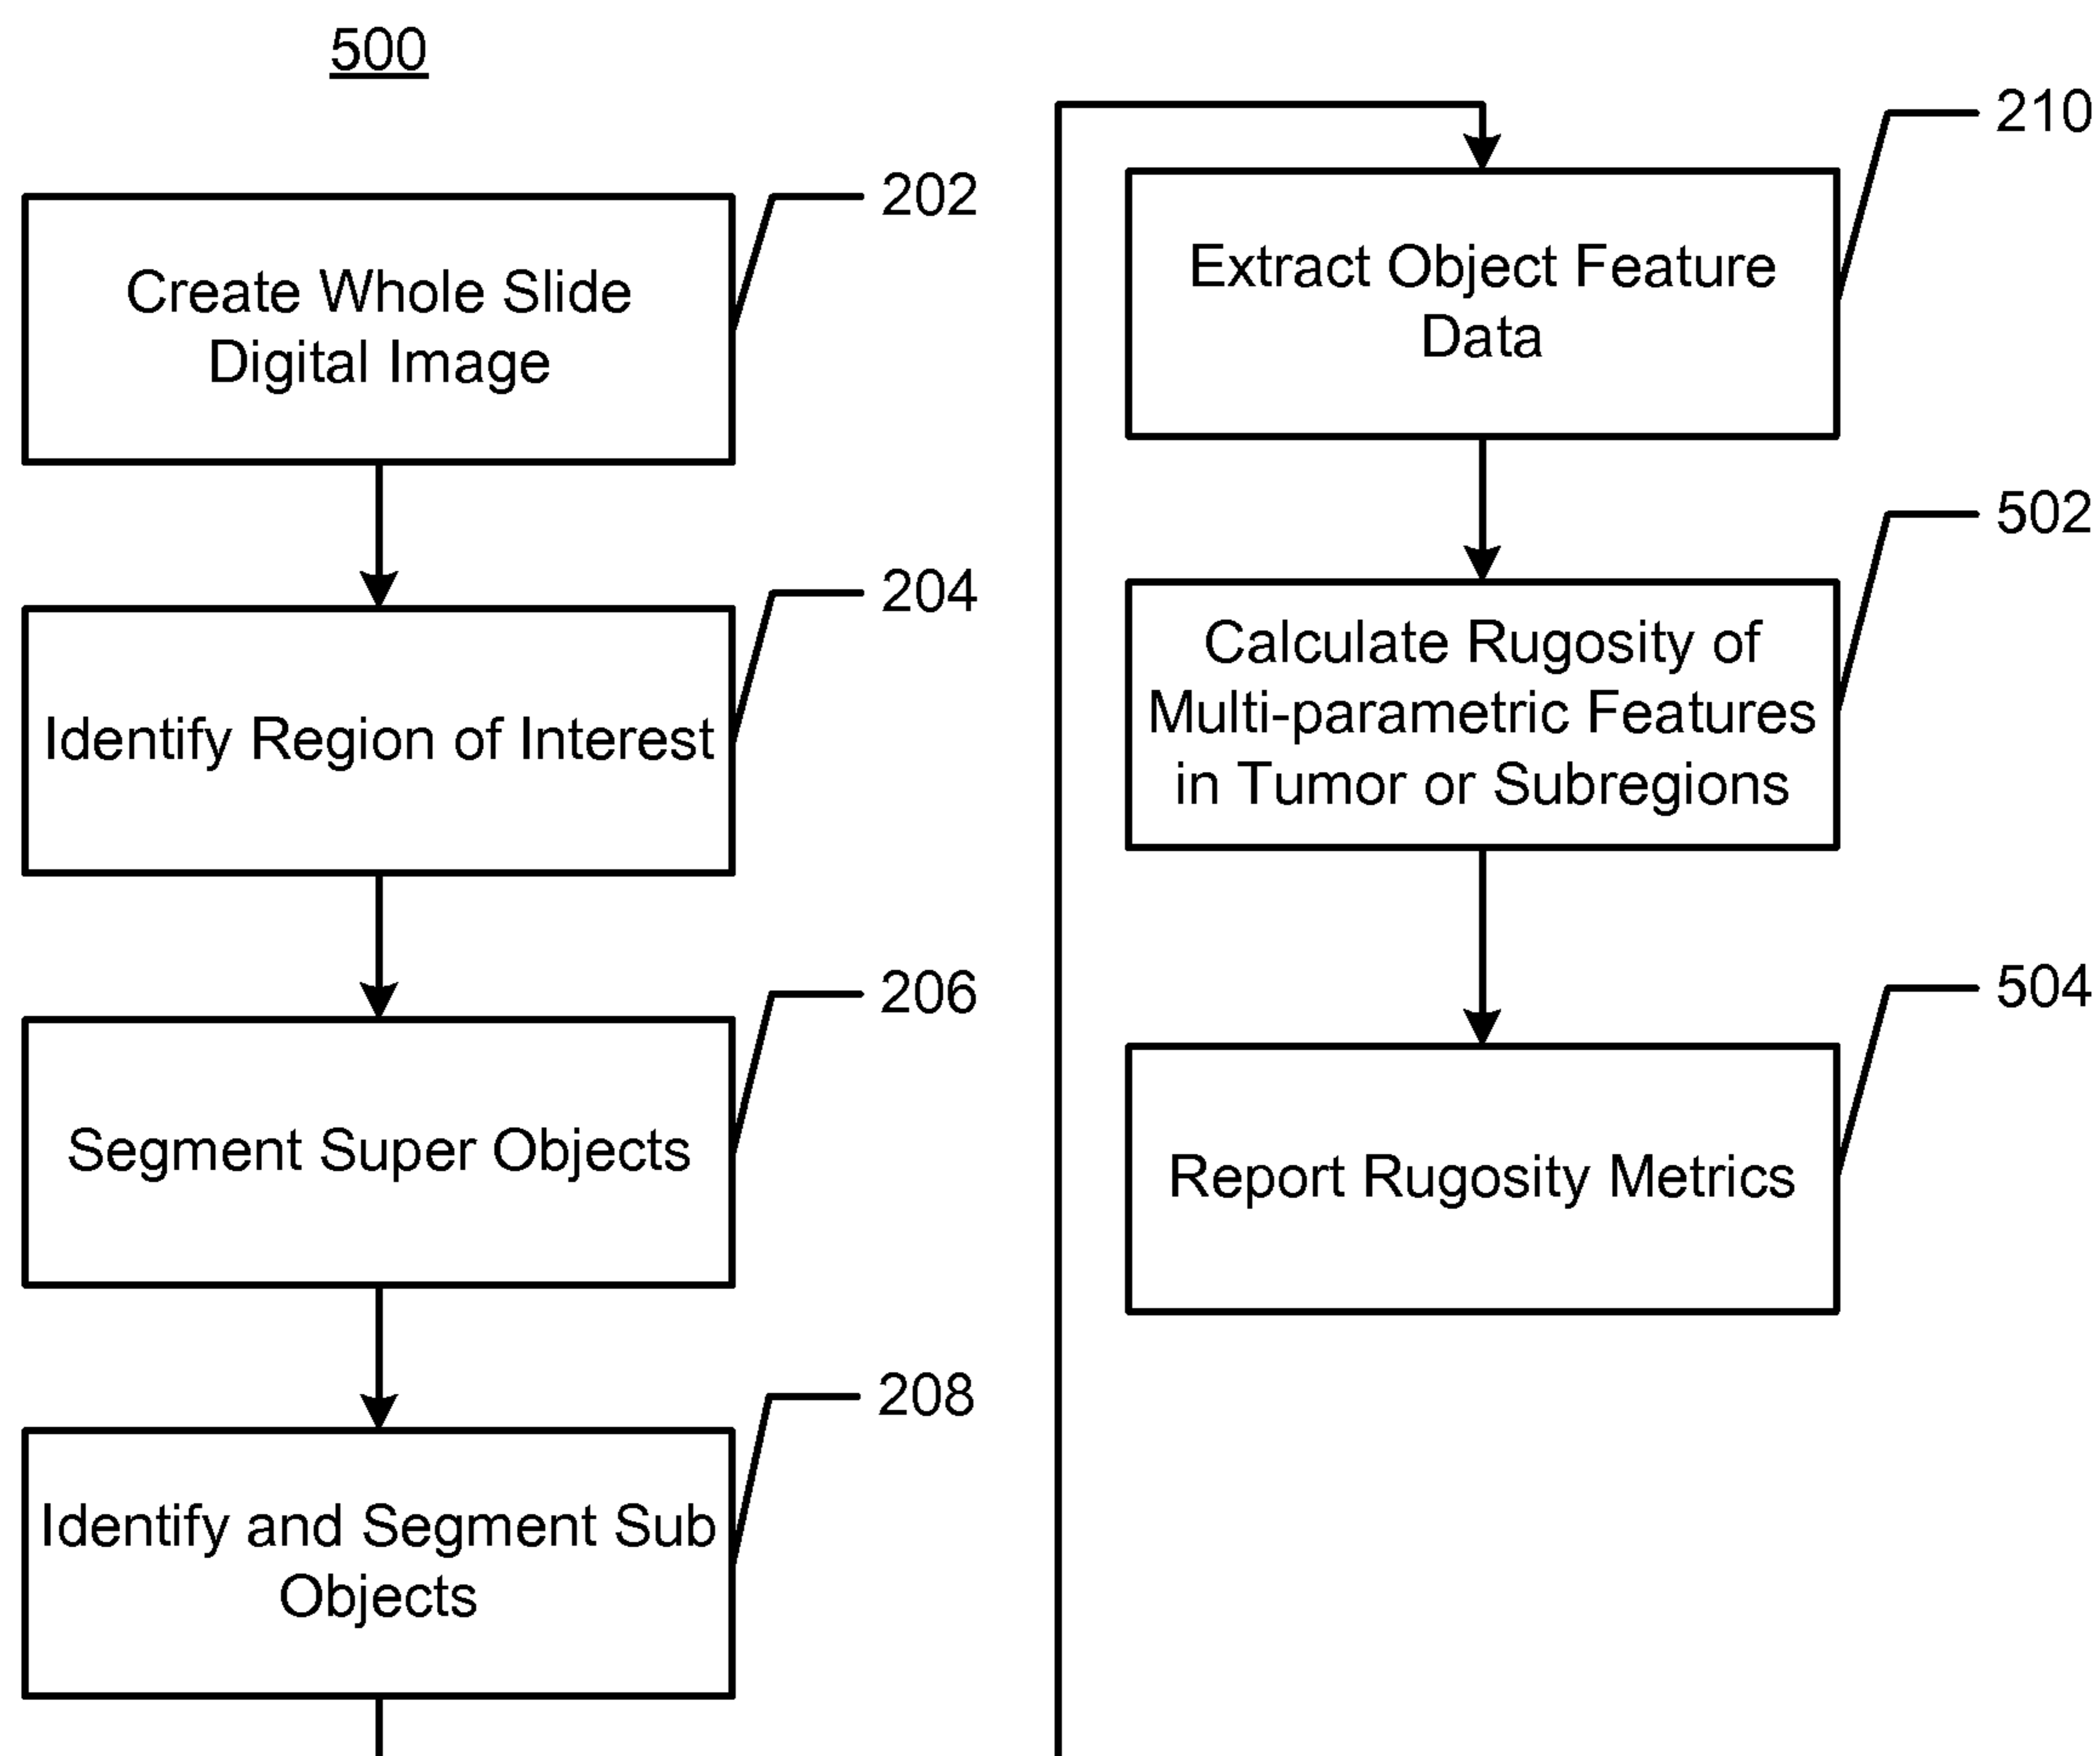 500
202
Create Whole Slide
Digital Image
204
Identify Region of Interest
206
Segment Super Objects
208
Identify and Segment Sub
Objects
210
Extract Object Feature
Data
502
Calculate Rugosity of
Multi-parametric Features
in Tumor or Subregions
504
Report Rugosity Metrics